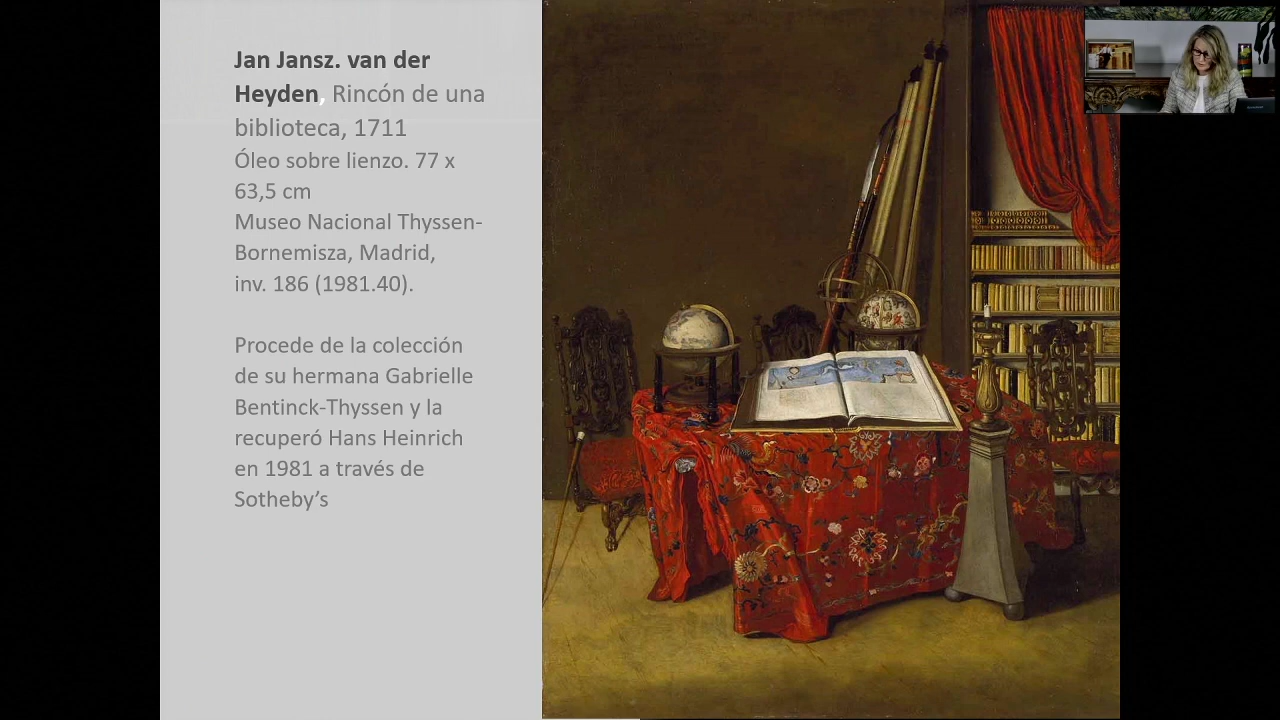 Jan Jansz. van der
Heyden, Rincón de una
biblioteca, 1711
Óleo sobre lienzo. 77 x
63,5 cm
Museo Nacional Thyssen-
Bornemisza, Madrid,
inv. 186 (1981.40).
Procede de la colección
de su hermana Gabrielle
Bentinck-Thyssen y la
recuperó Hans Heinrich
en 1981 a través de
Sotheby’s